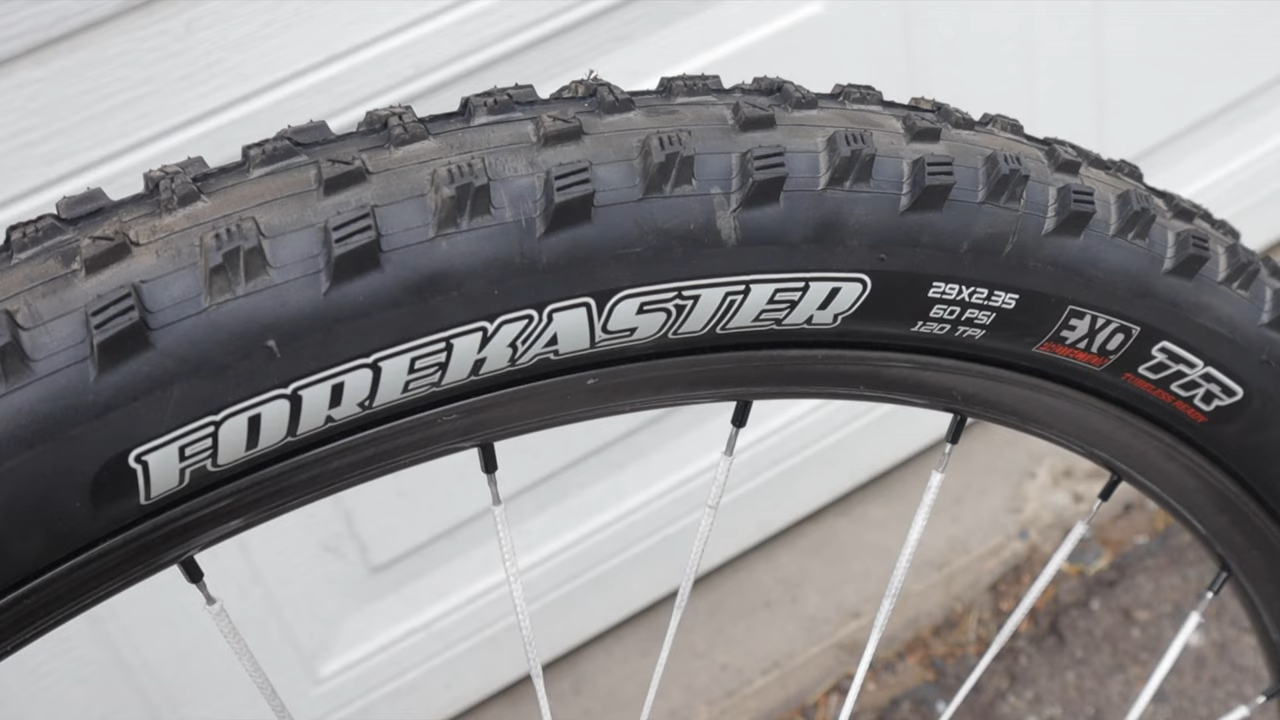 FOREKASTER
29X2.35
60 PSI
120 TPI
EXO
TR
TUBELESS READY